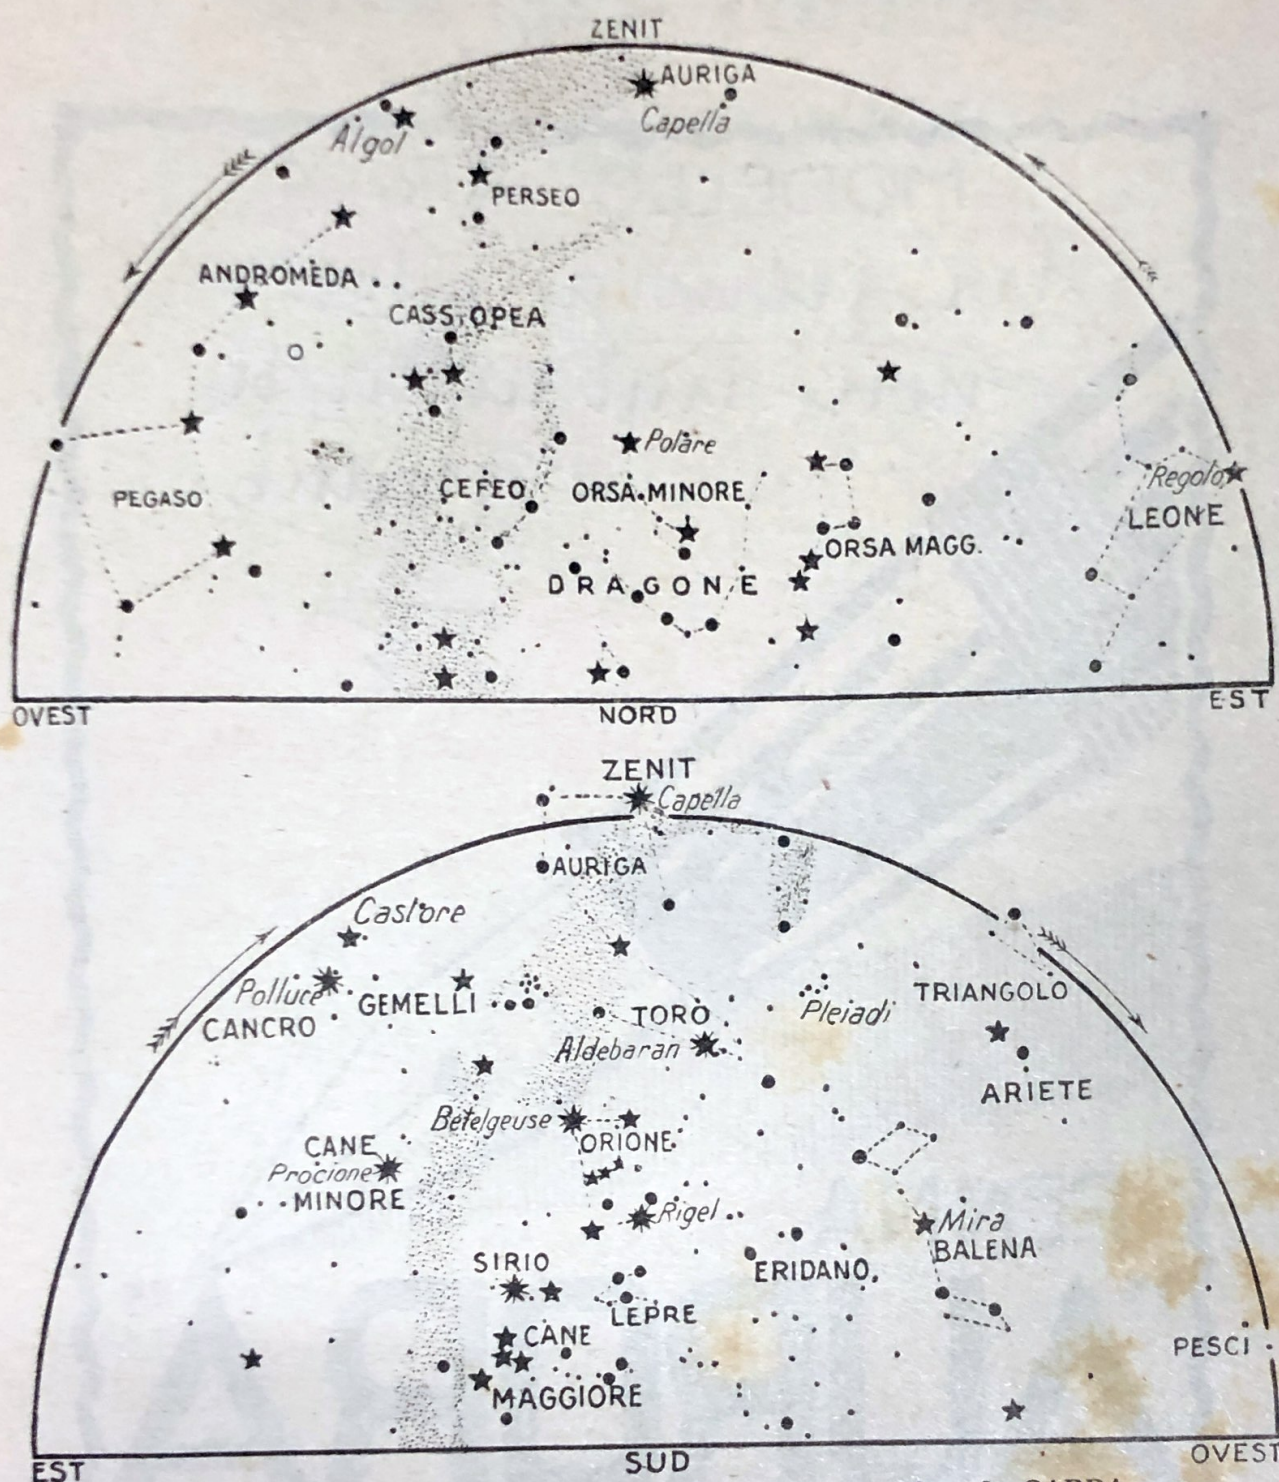 ZENIT
AURIGA
Capella
Algol
PERSEO
ANDROMEDA
CASSIOPEA
Polare
CEFEO
ORSA MINORE
PEGASO
Regolo
LEONE
ORSA MAGG.
DRAGONE
OVEST
NORD
EST
ZENIT
Capella
AURIGA
Castore
Polluce
GEMELLI
CANCRO
TORO
Pleiadi
TRIANGOLO
Aldebaran
ARIETE
Betelgeuse
ORIONE
CANE
Procione
MINORE
Rigel
Mira
BALENA
SIRIO
ERIDANO
LEPRE
CANE
PESCI
MAGGIORE
EST
SUD
OVEST